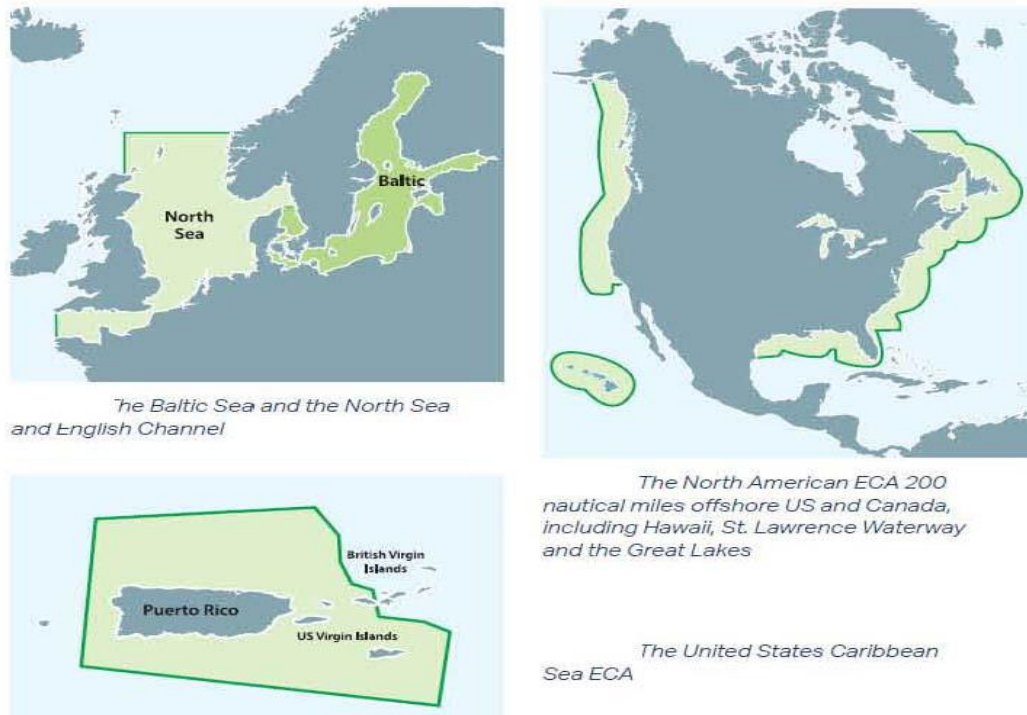 North
Sea
Baltic
he Baltic Sea and the North Sea
and English Channel
The North American ECA 200
nautical miles offshore US and Canada,
including Hawaii, St. Lawrence Waterway
and the Great Lakes
British Virgin
Islands
Puerto Rico
US Virgin Islands
The United States Caribbean
Sea ECA